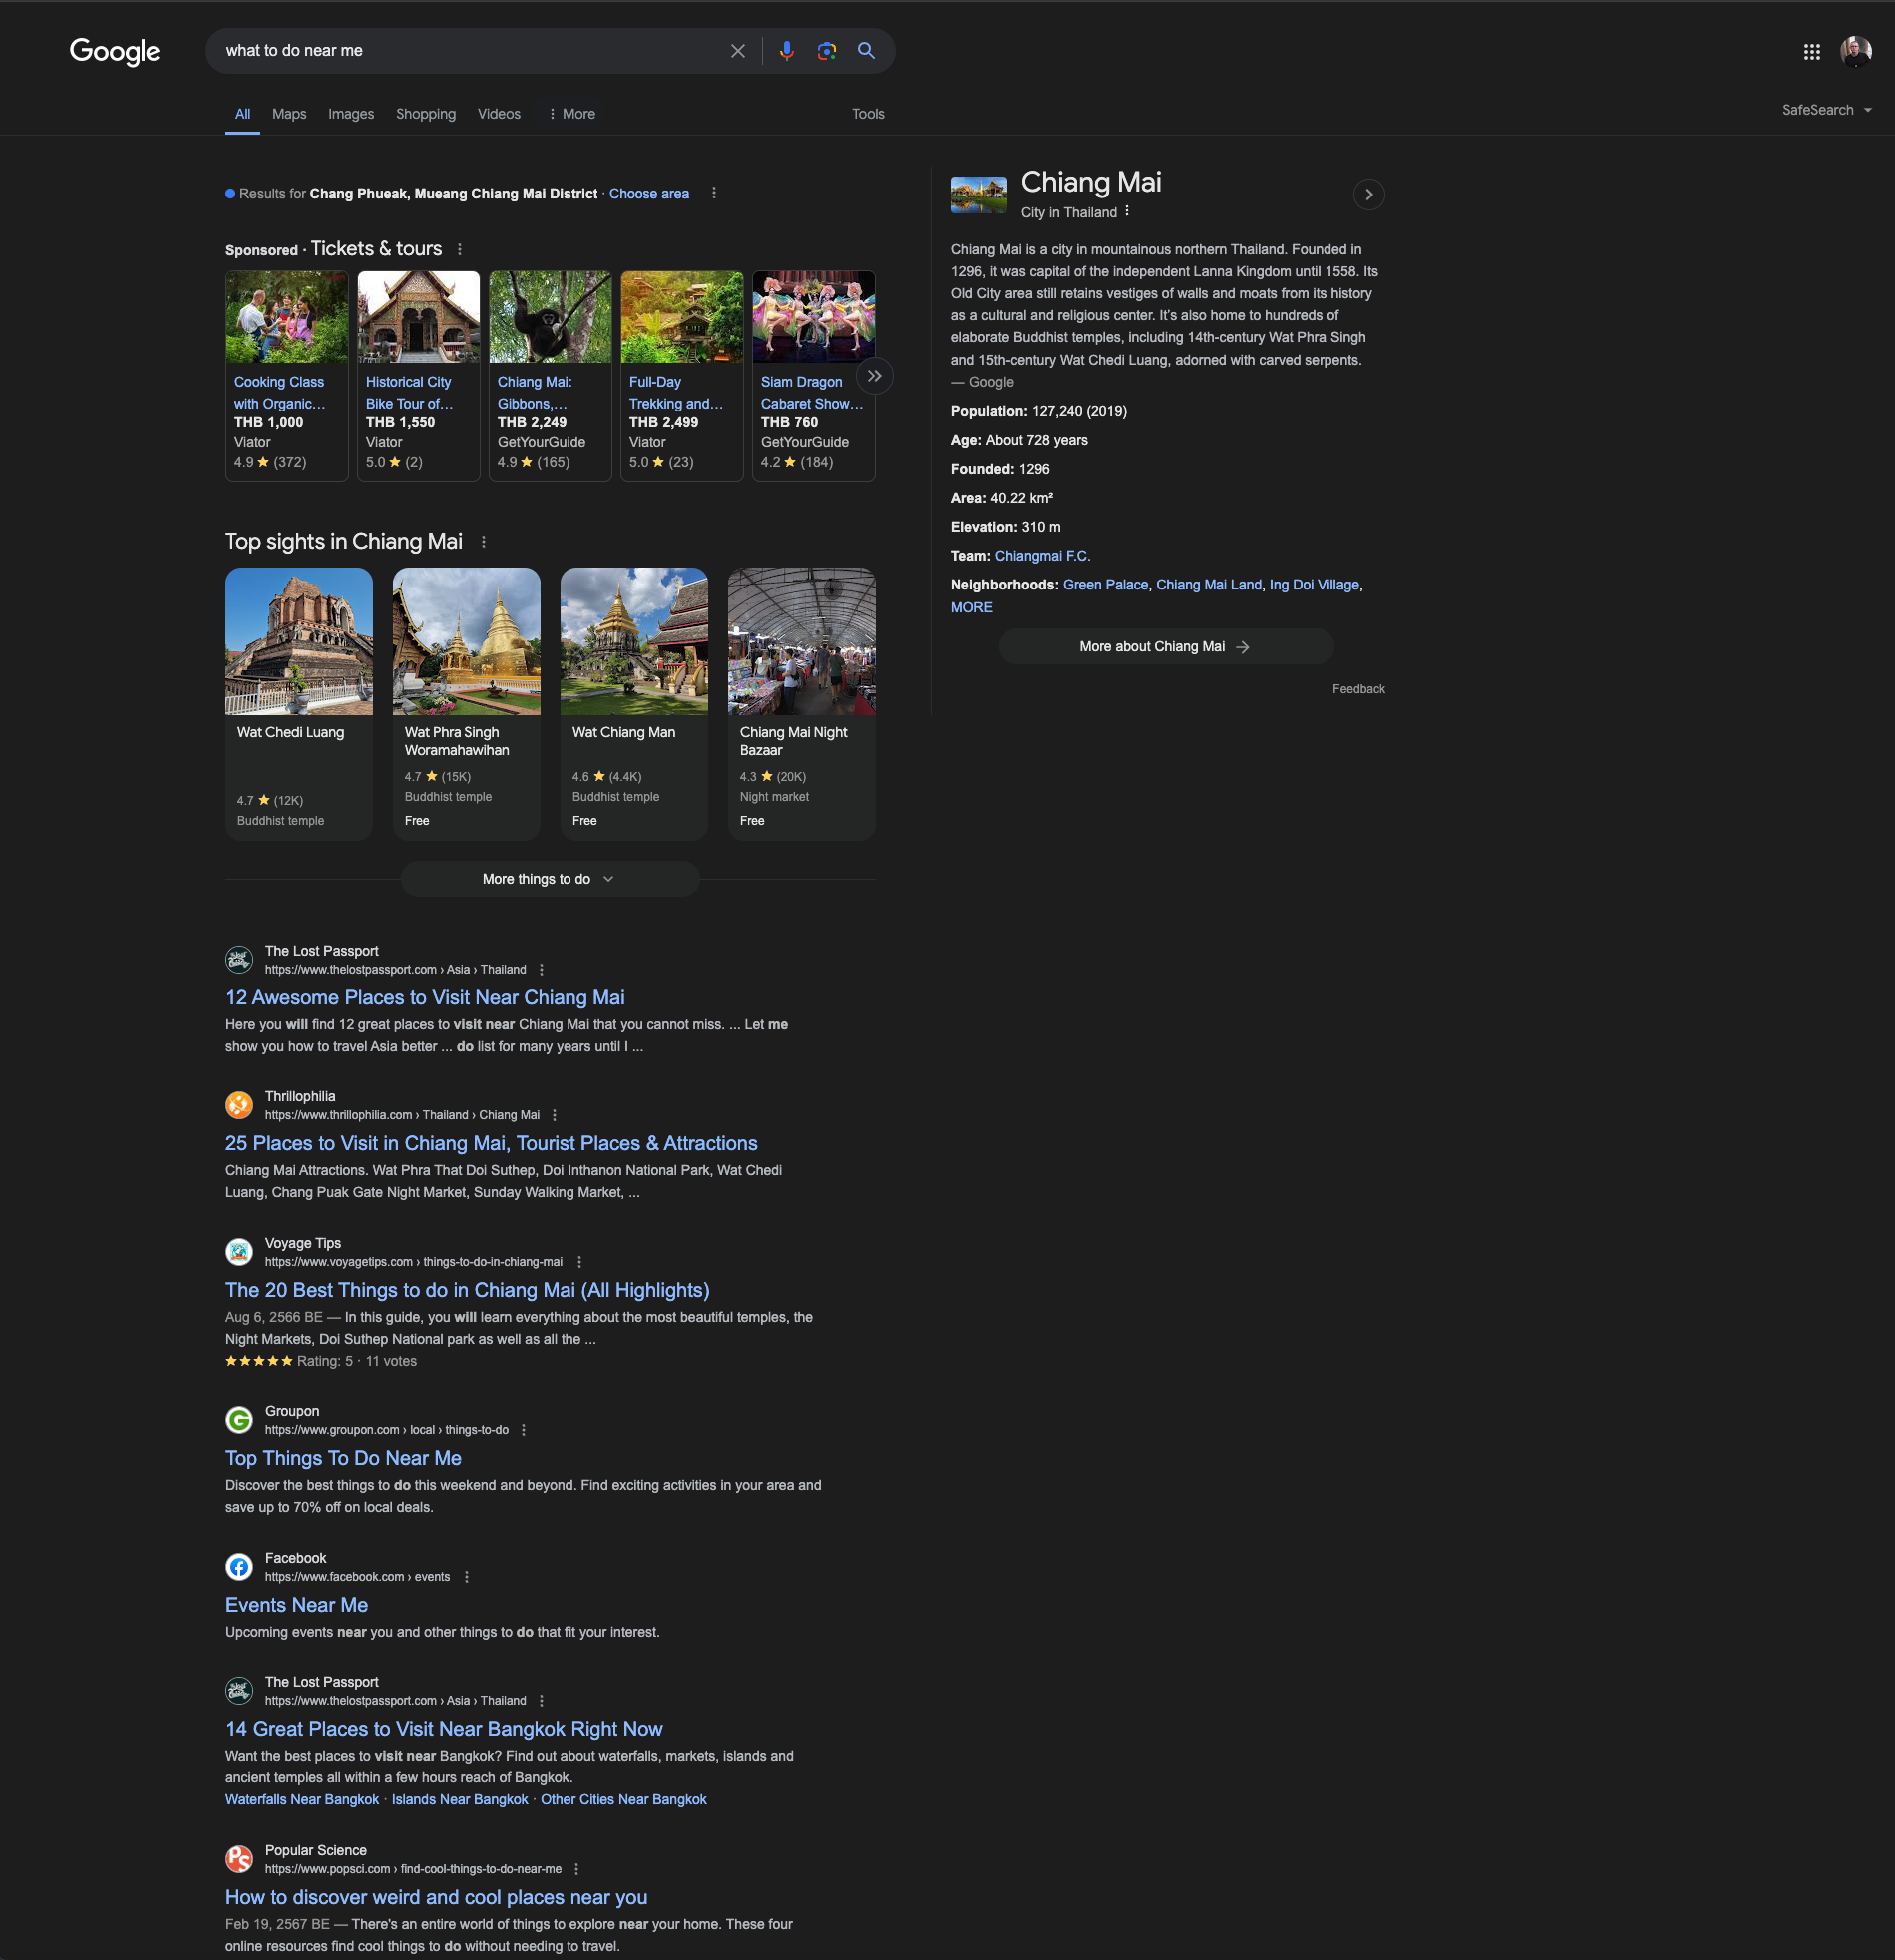 Google
what to do near me
All
Maps
Images
Shopping
Videos
More
Tools
SafeSearch
Results for Chang Phueak, Mueang Chiang Mai District · Choose area
Sponsored · Tickets & tours
Cooking Class
with Organic...
THB 1,000
Viator
4.9 ★ (372)
Historical City
Bike Tour of...
THB 1,550
Viator
5.0 ★ (2)
Chiang Mai:
Gibbons,...
THB 2,249
GetYourGuide
4.9 ★ (165)
Full-Day
Trekking and...
THB 2,499
Viator
5.0 ★ (23)
Siam Dragon
Cabaret Show...
THB 760
GetYourGuide
4.2 ★ (184)
Top sights in Chiang Mai
Wat Chedi Luang
4.7 ★ (12K)
Buddhist temple
Wat Phra Singh
Woramahawihan
4.7 ★ (15K)
Buddhist temple
Free
Wat Chiang Man
4.6 ★ (4.4K)
Buddhist temple
Free
Chiang Mai Night
Bazaar
4.3 ★ (20K)
Night market
Free
More things to do
The Lost Passport
https://www.thelostpassport.com › Asia › Thailand
12 Awesome Places to Visit Near Chiang Mai
Here you will find 12 great places to visit near Chiang Mai that you cannot miss. ... Let me
show you how to travel Asia better ... do list for many years until I ...
Thrillophilia
https://www.thrillophilia.com › Thailand › Chiang Mai
25 Places to Visit in Chiang Mai, Tourist Places & Attractions
Chiang Mai Attractions. Wat Phra That Doi Suthep, Doi Inthanon National Park, Wat Chedi
Luang, Chang Puak Gate Night Market, Sunday Walking Market, ...
Voyage Tips
https://www.voyagetips.com › things-to-do-in-chiang-mai
The 20 Best Things to do in Chiang Mai (All Highlights)
Aug 6, 2566 BE — In this guide, you will learn everything about the most beautiful temples, the
Night Markets, Doi Suthep National park as well as all the ...
★★★★★ Rating: 5 · 11 votes
Groupon
https://www.groupon.com › local › things-to-do
Top Things To Do Near Me
Discover the best things to do this weekend and beyond. Find exciting activities in your area and
save up to 70% off on local deals.
Facebook
https://www.facebook.com › events
Events Near Me
Upcoming events near you and other things to do that fit your interest.
The Lost Passport
https://www.thelostpassport.com › Asia › Thailand
14 Great Places to Visit Near Bangkok Right Now
Want the best places to visit near Bangkok? Find out about waterfalls, markets, islands and
ancient temples all within a few hours reach of Bangkok.
Waterfalls Near Bangkok · Islands Near Bangkok · Other Cities Near Bangkok
Popular Science
https://www.popsci.com › find-cool-things-to-do-near-me
How to discover weird and cool places near you
Feb 19, 2567 BE — There's an entire world of things to explore near your home. These four
online resources find cool things to do without needing to travel.
Chiang Mai
City in Thailand
Chiang Mai is a city in mountainous northern Thailand. Founded in
1296, it was capital of the independent Lanna Kingdom until 1558. Its
Old City area still retains vestiges of walls and moats from its history
as a cultural and religious center. It's also home to hundreds of
elaborate Buddhist temples, including 14th-century Wat Phra Singh
and 15th-century Wat Chedi Luang, adorned with carved serpents.
— Google
Population: 127,240 (2019)
Age: About 728 years
Founded: 1296
Area: 40.22 km²
Elevation: 310 m
Team: Chiangmai F.C.
Neighborhoods: Green Palace, Chiang Mai Land, Ing Doi Village,
MORE
More about Chiang Mai →
Feedback